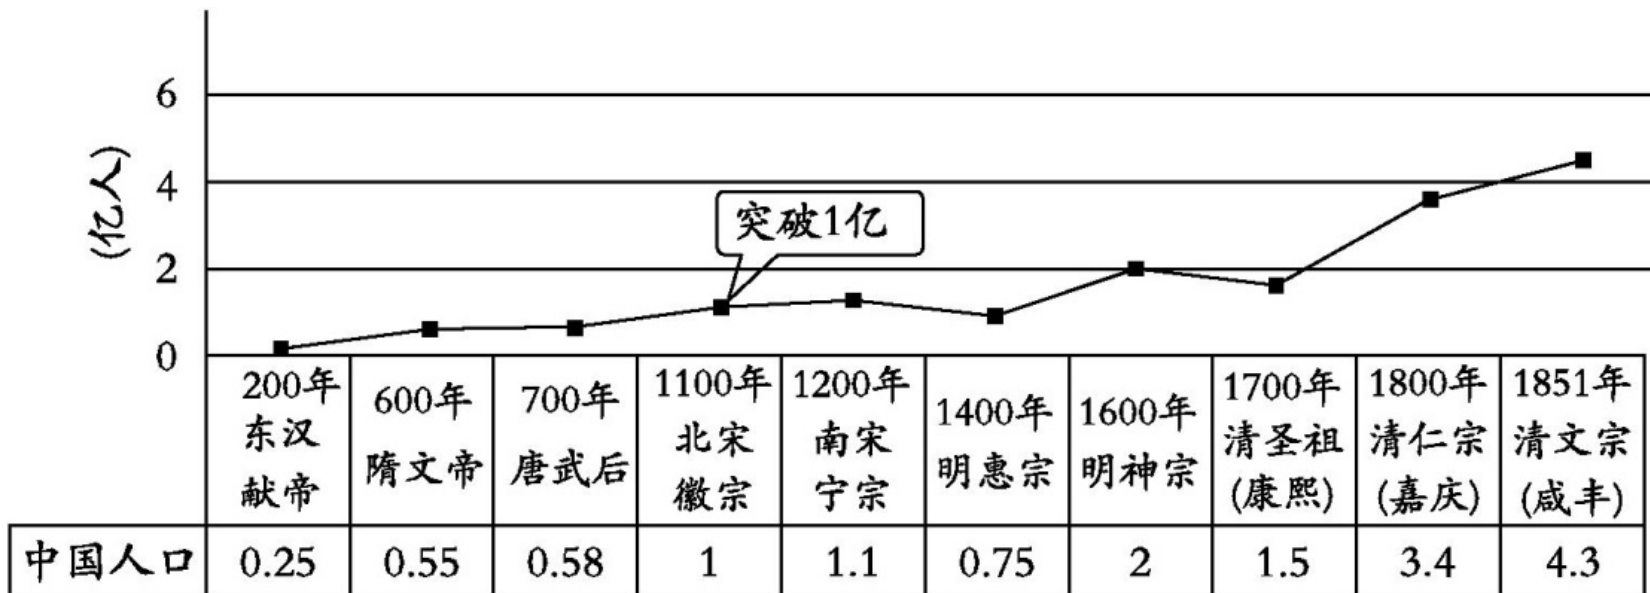 6
(亿人)
4
突破1亿
2
0
200年 东汉 献帝
600年 隋文帝
700年 唐武后
1100年 北宋 徽宗
1200年 南宋 宁宗
1400年 明惠宗
1600年 明神宗
1700年 清圣祖 (康熙)
1800年 清仁宗 (嘉庆)
1851年 清文宗 (咸丰)
中国人口 0.25 0.55 0.58 1 1.1 0.75 2 1.5 3.4 4.3